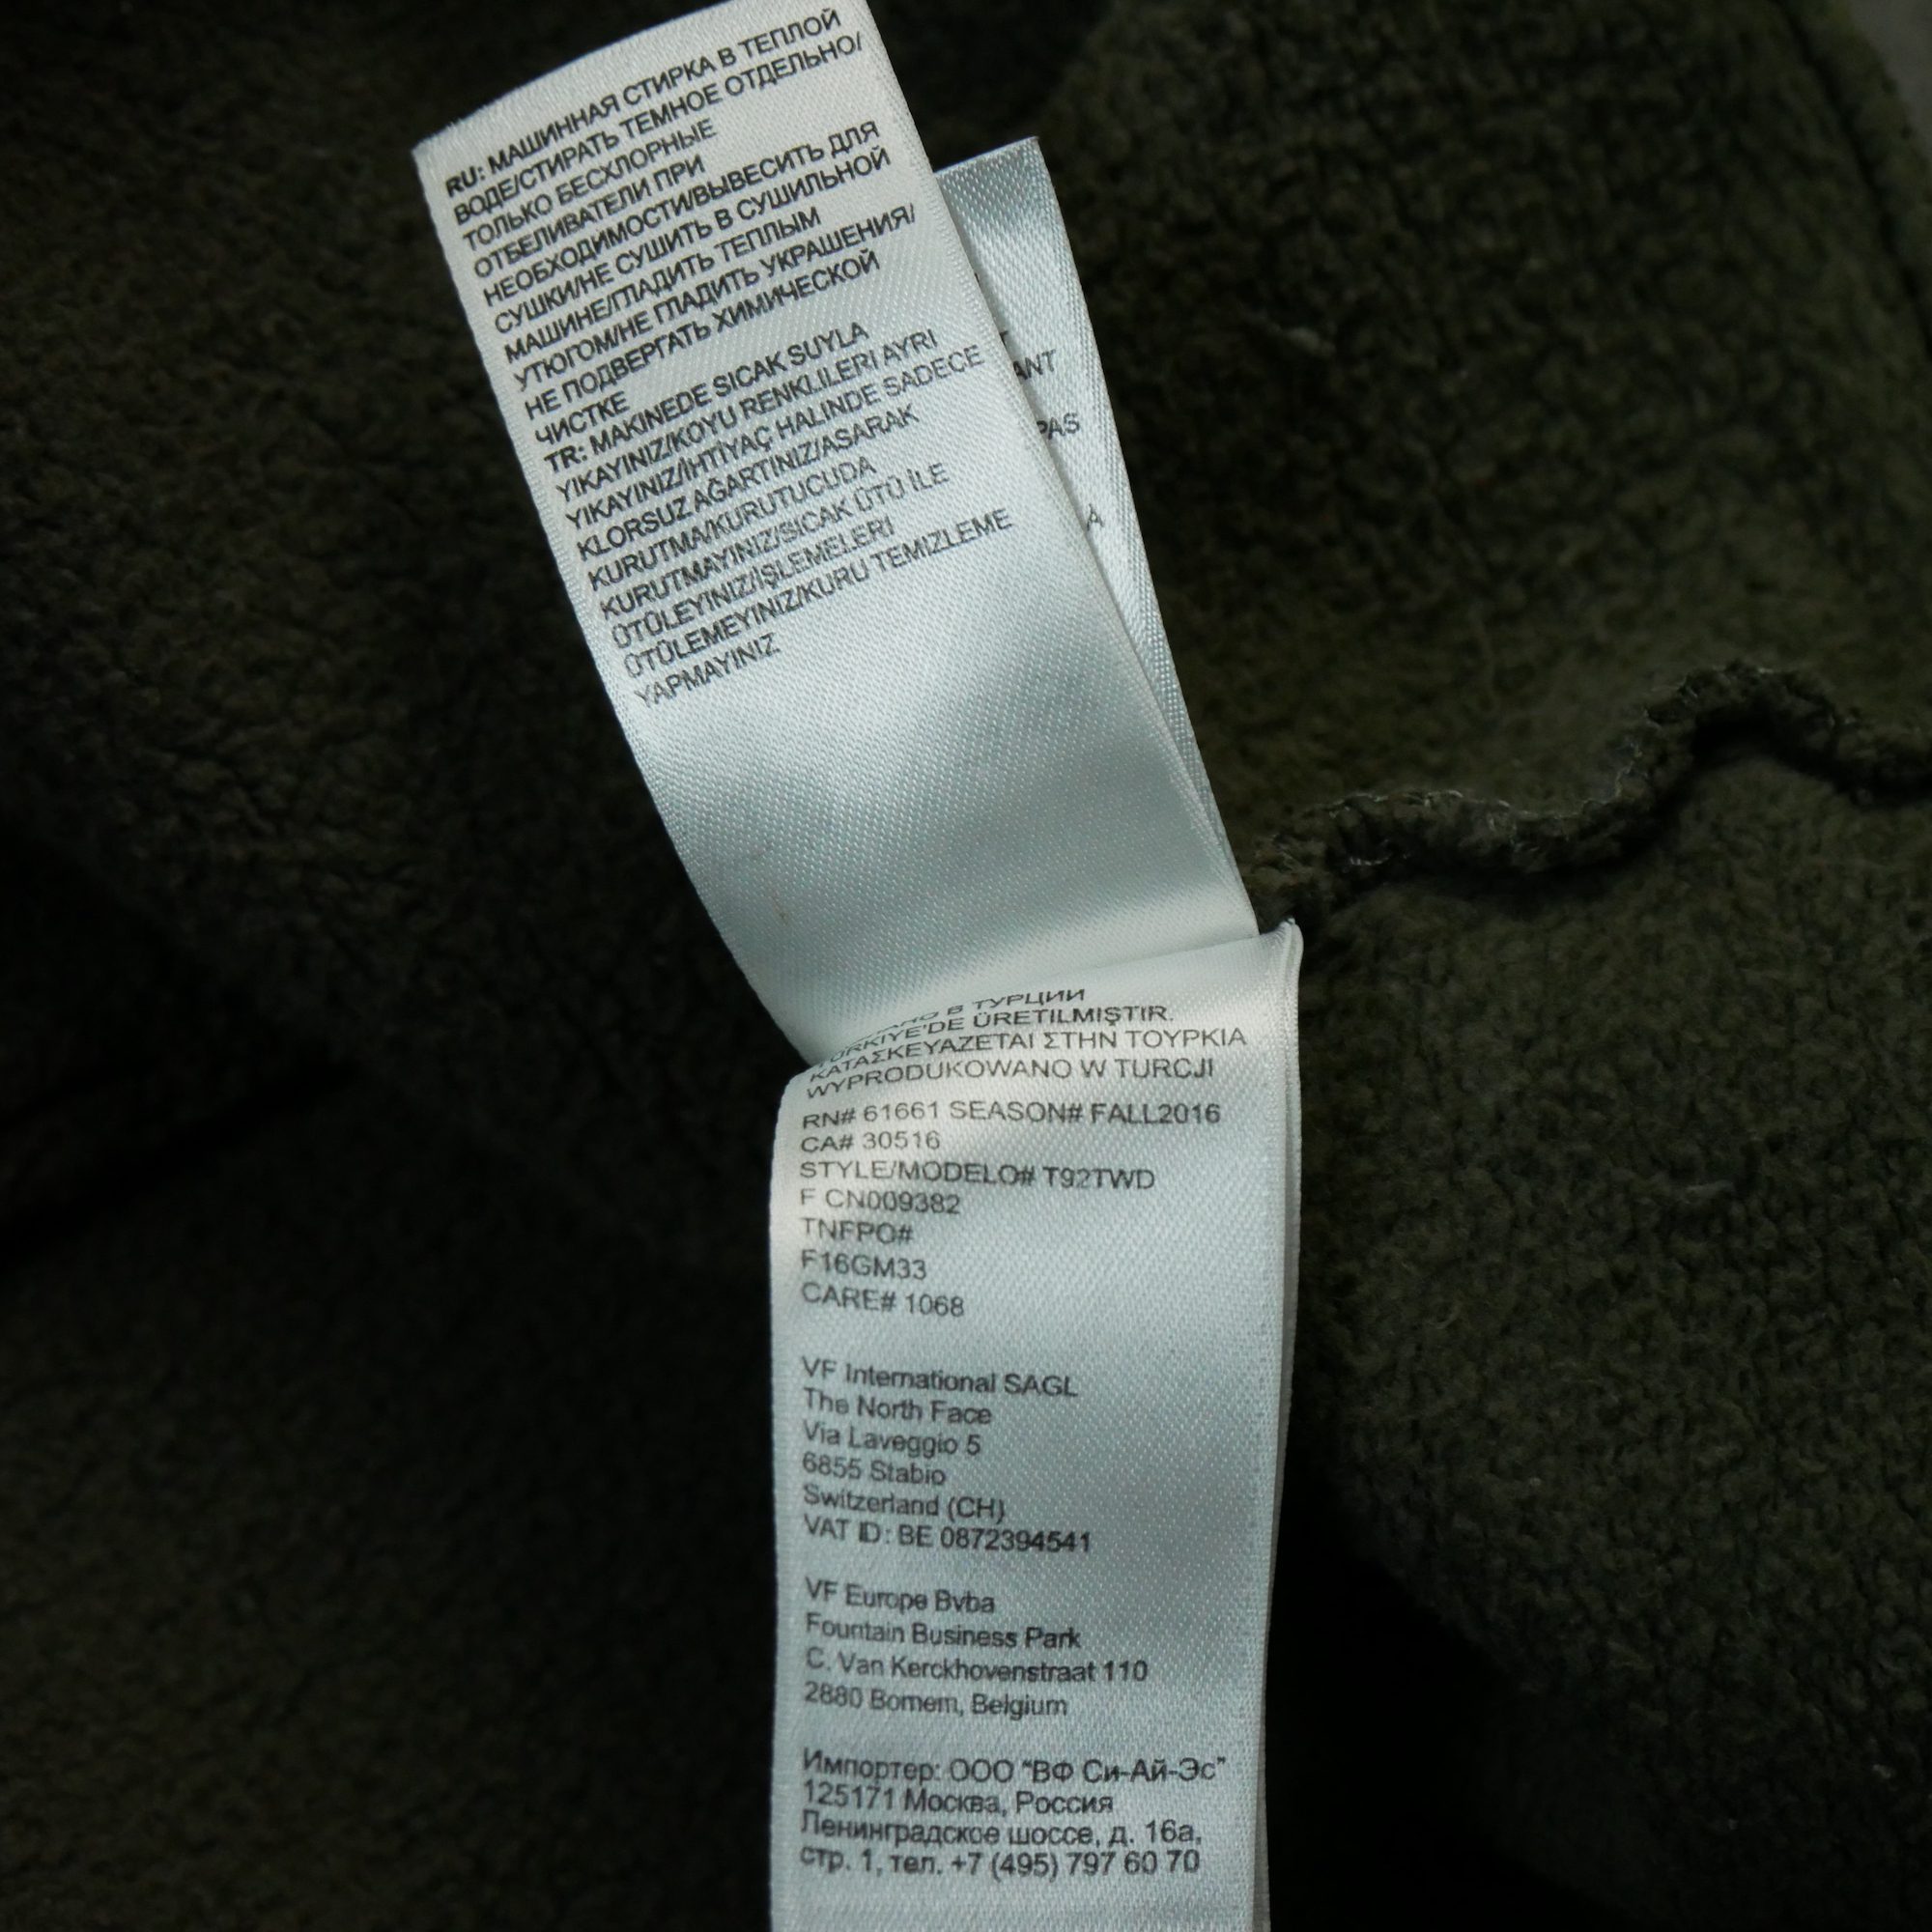 RU: МАШИННАЯ СТИРКА В ТЕПЛОЙ
ВОДЕ/СТИРАТЬ ТЕМНОЕ ОТДЕЛЬНО/
ТОЛЬКО БЕСХЛОРНЫЕ
ОТБЕЛИВАТЕЛИ ПРИ
НЕОБХОДИМОСТИ/ВЫВЕСИТЬ ДЛЯ
СУШКИ/НЕ СУШИТЬ В СУШИЛЬНОЙ
МАШИНЕ/ГЛАДИТЬ ТЕПЛЫМ
УТЮГОМ/НЕ ГЛАДИТЬ УКРАШЕНИЯ/
НЕ ПОДВЕРГАТЬ ХИМИЧЕСКОЙ
ЧИСТКЕ
TR: MAKINEDE SICAK SUYLA
YIKAYINIZ/KOYU RENKLILERI AYRI
YIKAYINIZ/İHTİYAÇ HALINDE SADECE
KLORSUZ AĞARTINIZ/ASARAK
KURUTMA/KURUTUCUDA
KURUTMAYINIZ/SICAK ÜTÜ İLE
ÜTÜLEYINIZ/İŞLEMELERI
ÜTÜLEMEYINIZ/KURU TEMIZLEME
YAPMAYINIZ
ANT
PAS
A
В ТУРЦИИ
ÜRETILMIŞTIR.
ΚΑΤΑΣΚΕΥΑΖΕΤΑΙ ΣΤΗΝ ΤΟΥΡΚΙΑ
WYPRODUKOWANO W TURCJI
RN# 61661 SEASON# FALL2016
CA# 30516
STYLE/MODELO# T92TWD
F CN009382
TNFPO#
F16GM33
CARE# 1068
VF International SAGL
The North Face
Via Laveggio 5
6855 Stabio
Switzerland (CH)
VAT ID: BE 0872394541
VF Europe Bvba
Fountain Business Park
C. Van Kerckhovenstraat 110
2880 Bornem, Belgium
Импортер: ООО "ВФ Си-Ай-Эс"
125171 Москва, Россия
Ленинградское шоссе, д. 16а,
стр. 1, тел. +7 (495) 797 60 70